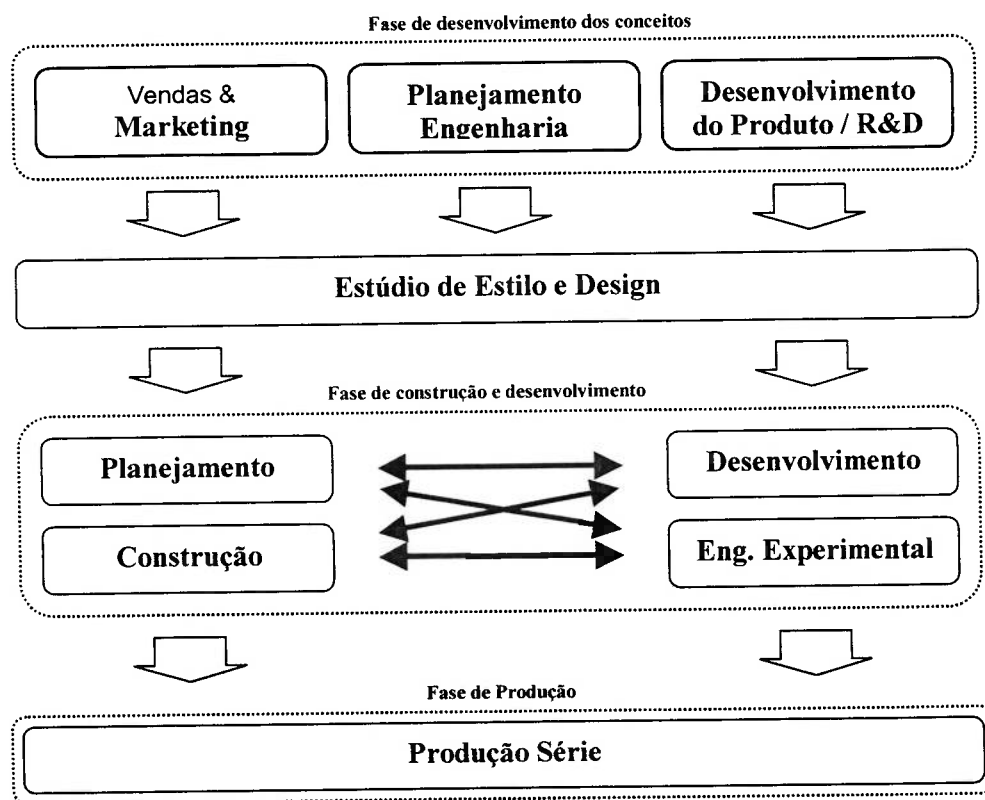 Fase de desenvolvimento dos conceitos
Vendas &
Marketing
Planejamento
Engenharia
Desenvolvimento
do Produto / R&D
Estúdio de Estilo e Design
Fase de construção e desenvolvimento
Planejamento
Desenvolvimento
Construção
Eng. Experimental
Fase de Produção
Produção Série